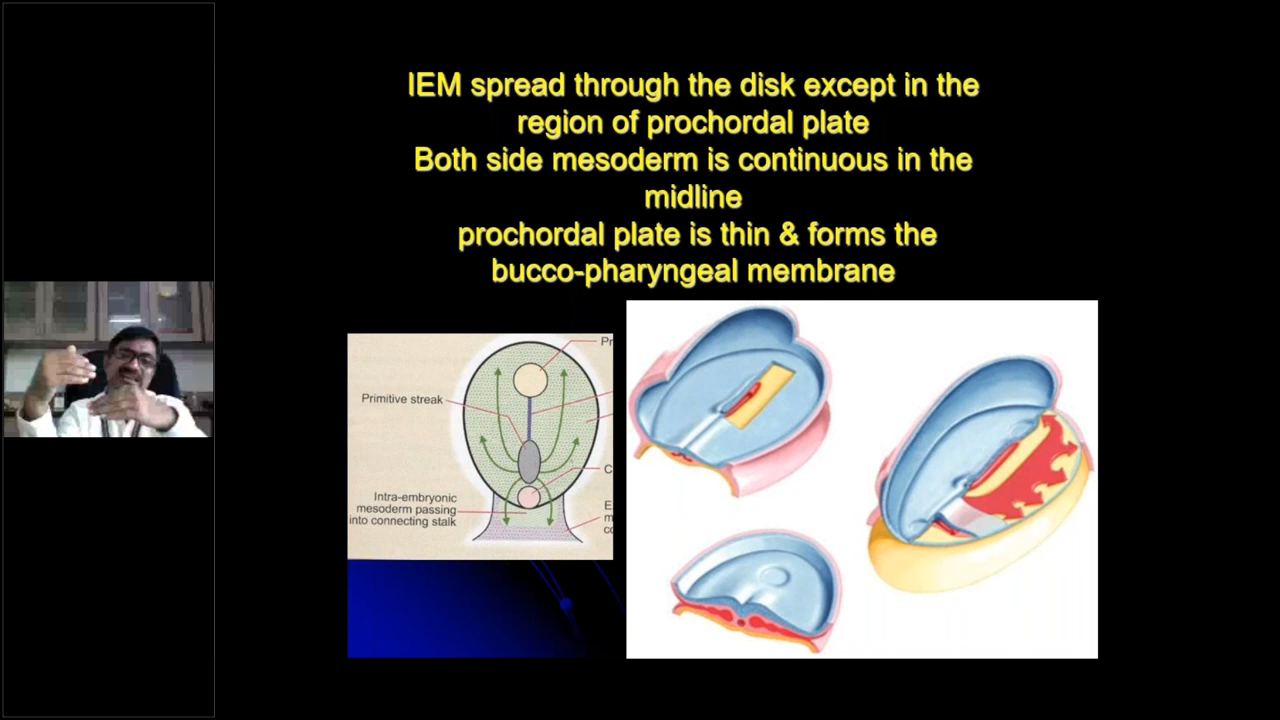 IEM spread through the disk except in the
region of prochordal plate
Both side mesoderm is continuous in the
midline
prochordal plate is thin & forms the
bucco-pharyngeal membrane
Pr
Primitive streak
C
Intra-embryonic
mesoderm passing
into connecting stalk
E
m
co